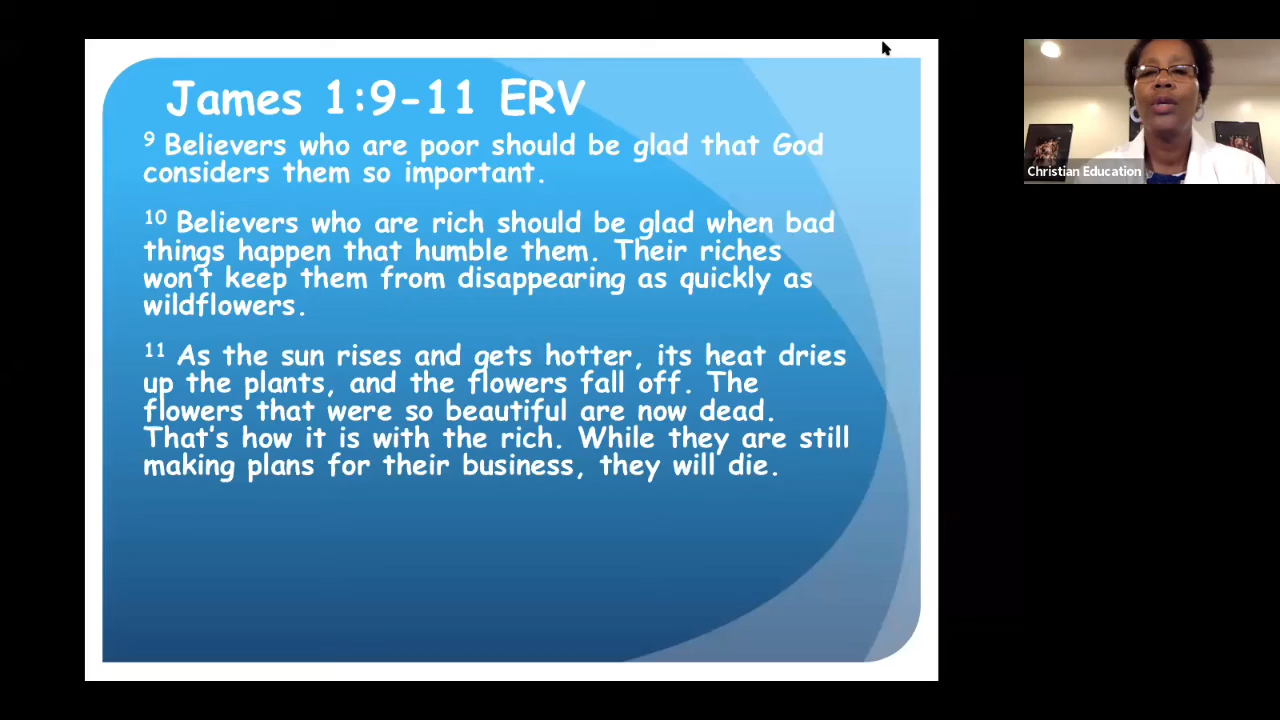 James 1:9-11 ERV
9 Believers who are poor should be glad that God
considers them so important.
10 Believers who are rich should be glad when bad
things happen that humble them. Their riches
won't keep them from disappearing as quickly as
wildflowers.
11 As the sun rises and gets hotter, its heat dries
up the plants, and the flowers fall off. The
flowers that were so beautiful are now dead.
That's how it is with the rich. While they are still
making plans for their business, they will die.
Christian Education